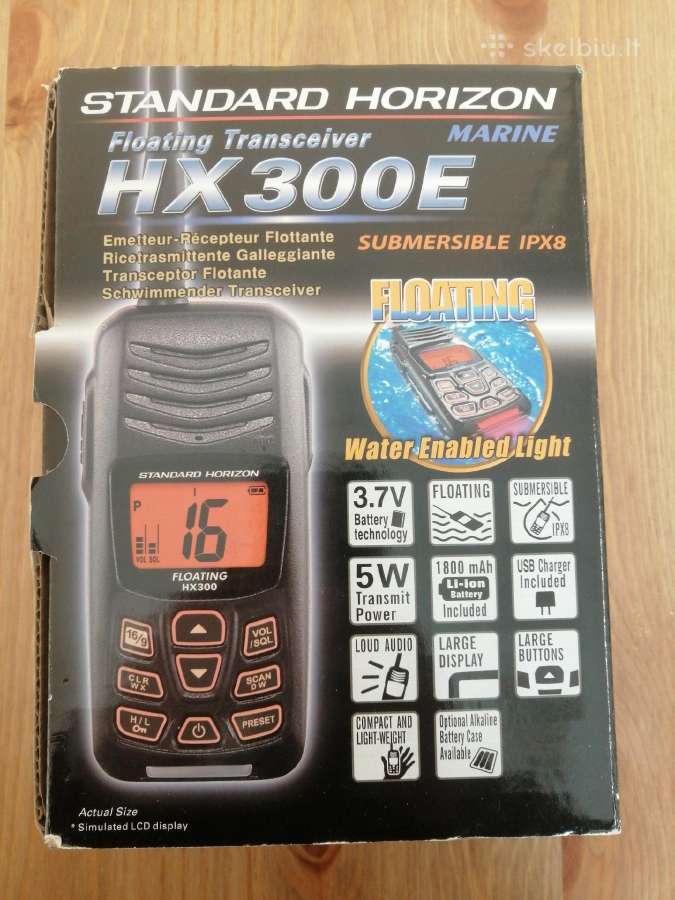 skelbiu.lt
STANDARD HORIZON
Floating Transceiver
MARINE
HX300E
Emetteur-Récepteur Flottante
Ricetrasmittente Galleggiante
Transceptor Flotante
Schwimmender Transceiver
SUBMERSIBLE IPX8
FLOATING
Water Enabled Light
STANDARD HORIZON
P
16
VOL SQL
FLOATING
HX300
16/9
VOL
/SQL
CLR
WX
SCAN
DW
H/L
PRESET
3.7V
Battery
technology
FLOATING
SUBMERSIBLE
IPX8
5W
Transmit
Power
1800 mAh
Li-Ion
Battery
Included
USB Charger
Included
LOUD AUDIO
LARGE
DISPLAY
LARGE
BUTTONS
COMPACT AND
LIGHT-WEIGHT
Optional Alkaline
Battery Case
Available
Actual Size
* Simulated LCD display